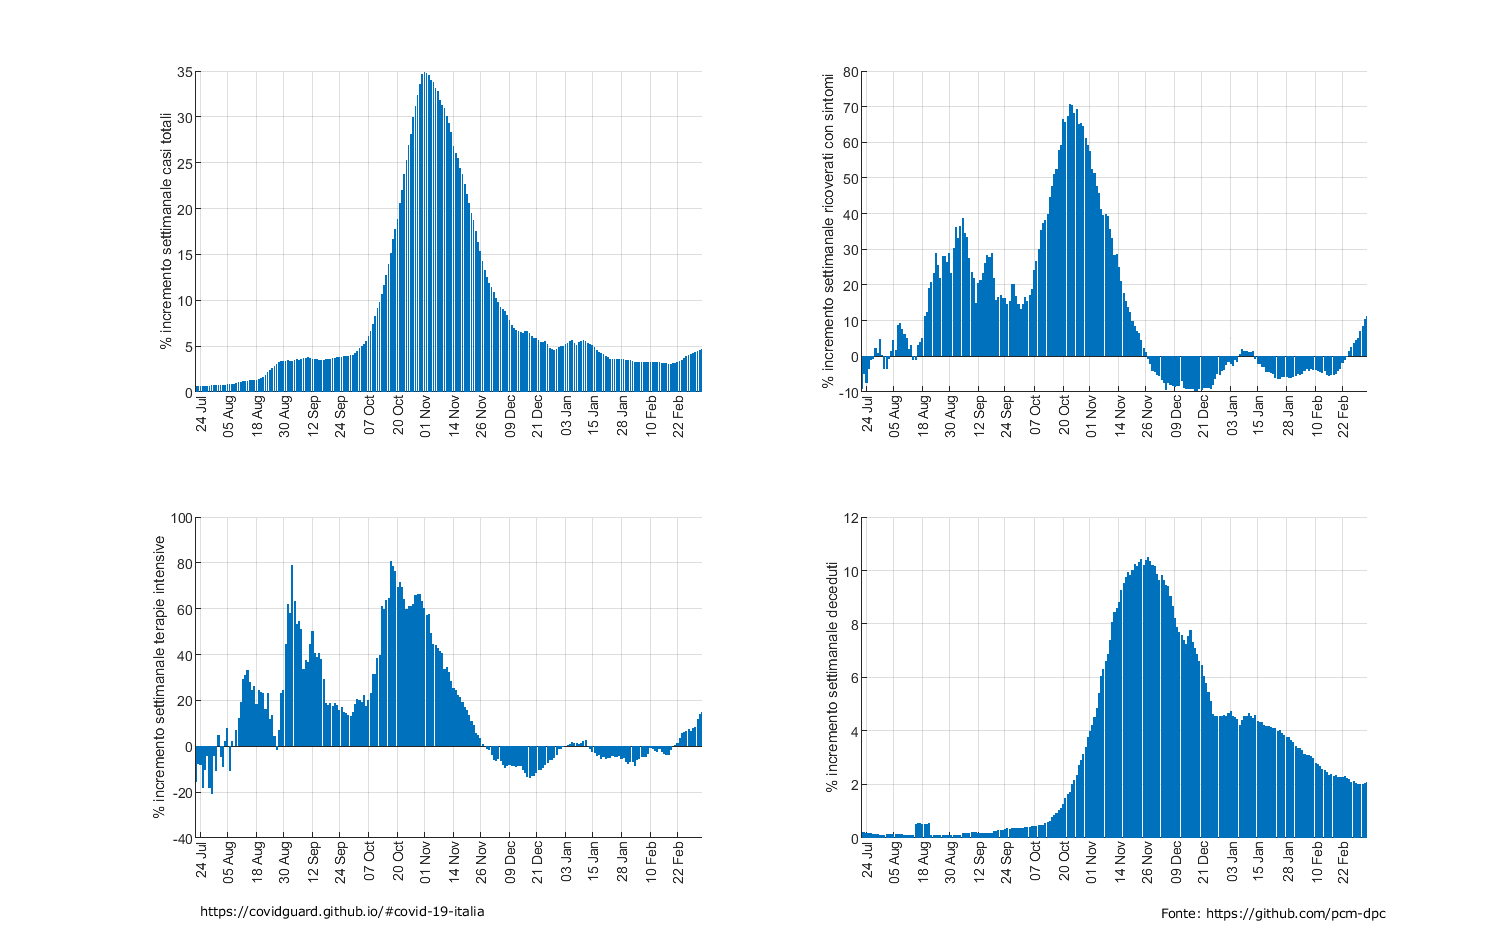 % incremento settimanale casi totali
35
30
25
20
15
10
5
0
24 Jul
05 Aug
18 Aug
30 Aug
12 Sep
24 Sep
07 Oct
20 Oct
01 Nov
14 Nov
26 Nov
09 Dec
21 Dec
03 Jan
15 Jan
28 Jan
10 Feb
22 Feb
% incremento settimanale ricoverati con sintomi
80
70
60
50
40
30
20
10
0
-10
24 Jul
05 Aug
18 Aug
30 Aug
12 Sep
24 Sep
07 Oct
20 Oct
01 Nov
14 Nov
26 Nov
09 Dec
21 Dec
03 Jan
15 Jan
28 Jan
10 Feb
22 Feb
% incremento settimanale terapie intensive
100
80
60
40
20
0
-20
-40
24 Jul
05 Aug
18 Aug
30 Aug
12 Sep
24 Sep
07 Oct
20 Oct
01 Nov
14 Nov
26 Nov
09 Dec
21 Dec
03 Jan
15 Jan
28 Jan
10 Feb
22 Feb
% incremento settimanale deceduti
12
10
8
6
4
2
0
24 Jul
05 Aug
18 Aug
30 Aug
12 Sep
24 Sep
07 Oct
20 Oct
01 Nov
14 Nov
26 Nov
09 Dec
21 Dec
03 Jan
15 Jan
28 Jan
10 Feb
22 Feb
https://covidguard.github.io/#covid-19-italia
Fonte: https://github.com/pcm-dpc